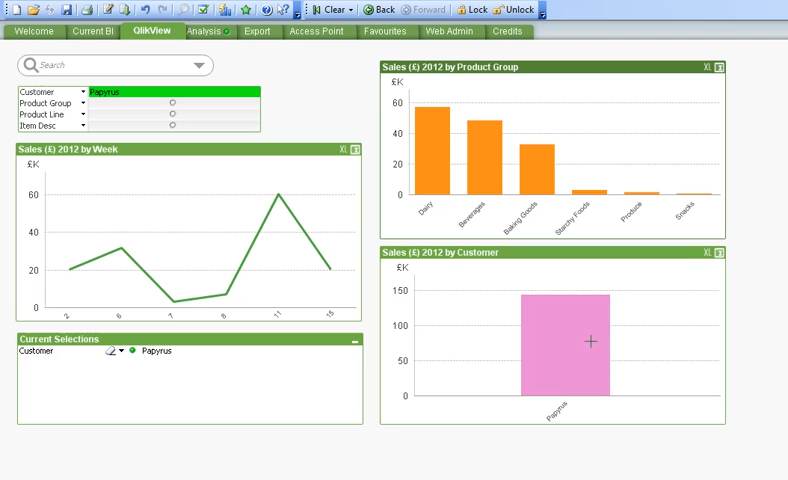 Clear Back Forward Lock Unlock
Welcome Current BI QlikView Analysis Export Access Point Favourites Web Admin Credits
Search
Customer Papyrus
Product Group
Product Line
Item Desc
Sales (£) 2012 by Week XL
£K
60
40
20
0
2 6 7 8 11 15
Current Selections
Customer Papyrus
Sales (£) 2012 by Product Group XL
£K
60
40
20
0
Dairy Beverages Baking Goods Starchy Foods Produce Snacks
Sales (£) 2012 by Customer XL
£K
150
100
50
0
Papyrus